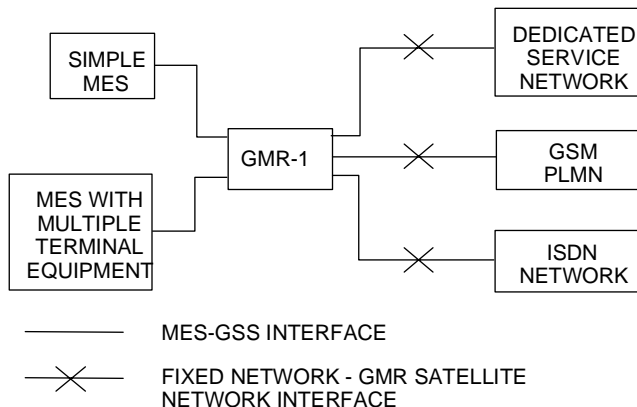 SIMPLE
MES
DEDICATED
SERVICE
NETWORK
GMR-1
GSM
PLMN
MES WITH
MULTIPLE
TERMINAL
EQUIPMENT
ISDN
NETWORK
MES-GSS INTERFACE
FIXED NETWORK - GMR SATELLITE
NETWORK INTERFACE